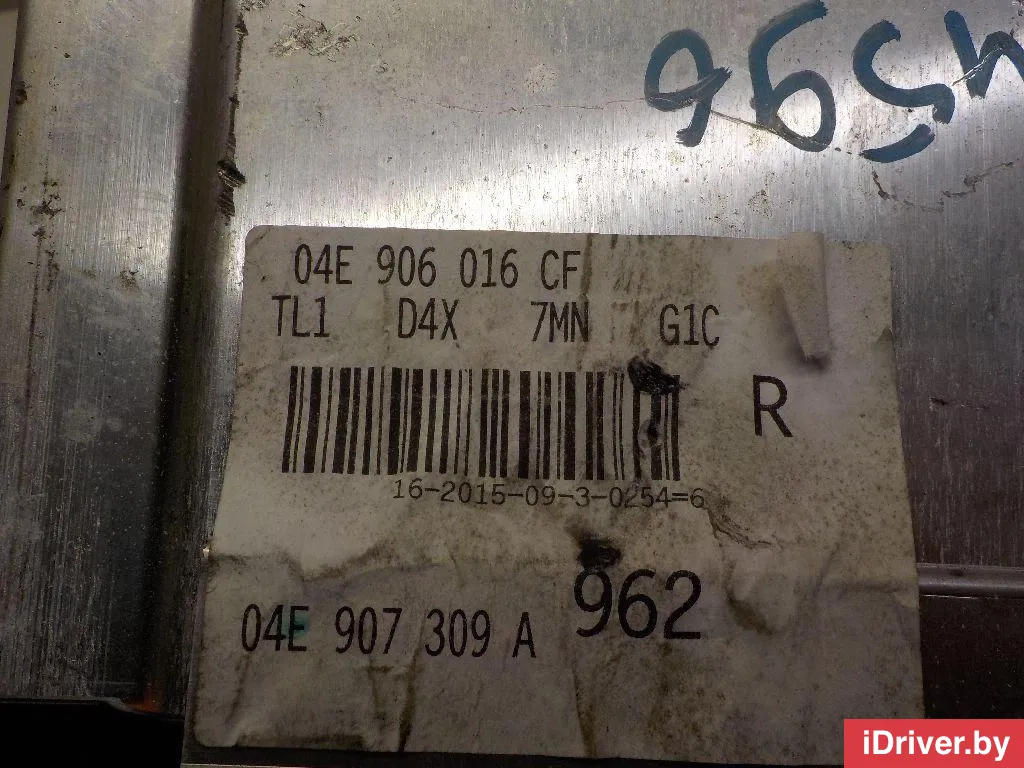 04E 906 016 CF
TL1 D4X 7MN G1C
R
16-2015-09-3-0254=6
962
04E 907 309 A
iDriver.by